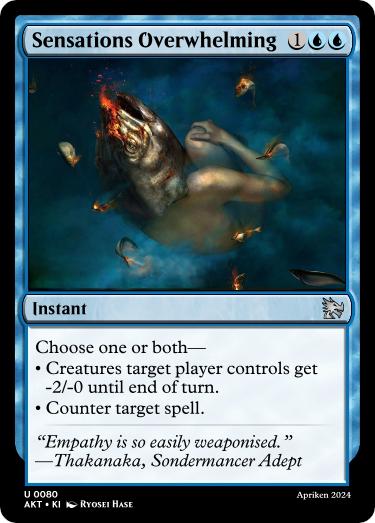 Sensations Overwhelming 1
Instant
Choose one or both—
• Creatures target player controls get
-2/-0 until end of turn.
• Counter target spell.
“Empathy is so easily weaponised.”
—Thakanaka, Sondermancer Adept
U 0080
AKT • KI Ryosei Hase
Apriken 2024